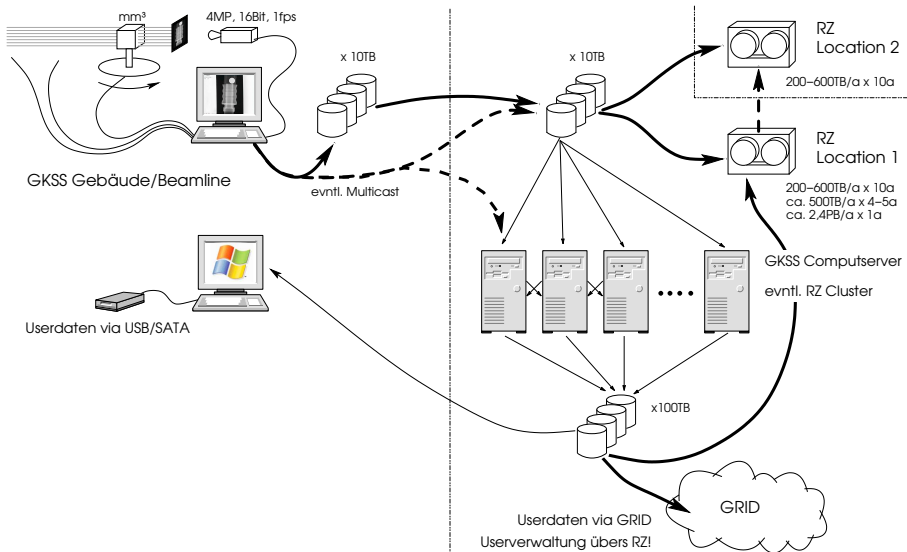 mm³
4MP, 16Bit, 1fps
x 10TB
x 10TB
RZ
Location 2
200–600TB/a x 10a
RZ
Location 1
200–600TB/a x 10a
ca. 500TB/a x 4–5a
ca. 2,4PB/a x 1a
GKSS Gebäude/Beamline
evntl. Multicast
GKSS Computserver
evntl. RZ Cluster
Userdaten via USB/SATA
x100TB
GRID
Userdaten via GRID
Userverwaltung übers RZ!